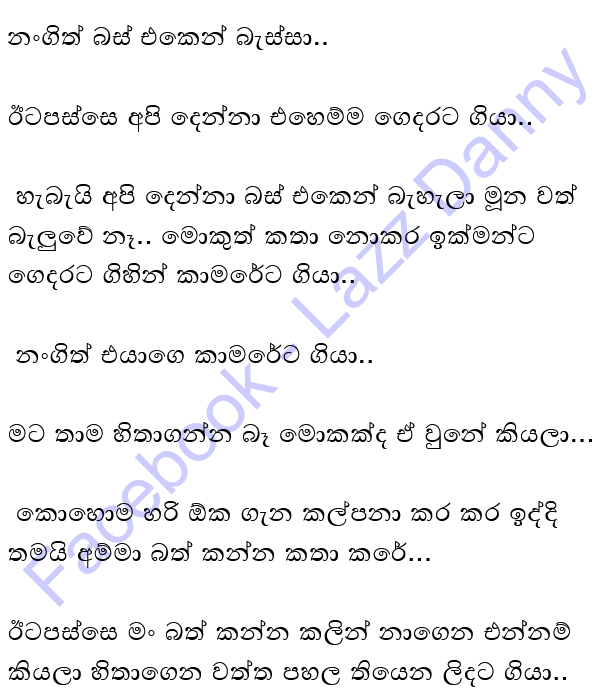 නංගිත් බස් එකෙන් බැස්සා..
ඊටපස්සෙ අපි දෙන්නා එහෙම්ම ගෙදරට ගියා..
හැබැයි අපි දෙන්නා බස් එකෙන් බැහැලා මූන වත්
බැලුවේ නෑ.. මොකුත් කතා නොකර ඉක්මන්ට
ගෙදරට ගිහින් කාමරේට ගියා..
නංගිත් එයාගෙ කාමරේට ගියා..
මට තාම හිතාගන්න බෑ මොකක්ද ඒ වුනේ කියලා...
කොහොම හරි ඕක ගැන කල්පනා කර කර ඉද්දි
තමයි අම්මා බත් කන්න කතා කරේ...
ඊටපස්සෙ මං බත් කන්න කලින් නාගෙන එන්නම්
කියලා හිතාගෙන වත්ත පහල තියෙන ලිදට ගියා..
Facebook - Lazz Danny